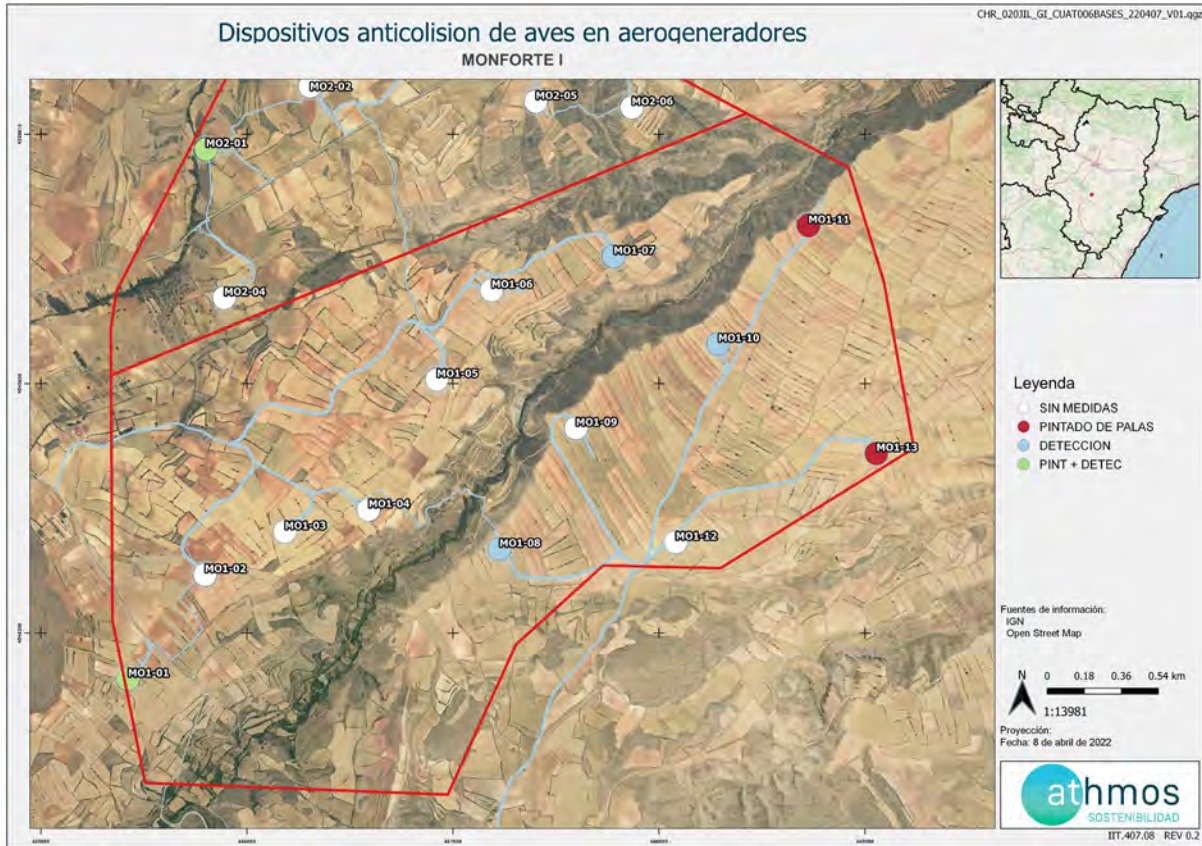 CHR_020JIL_GI_CUAT006BASES_220407_V01.qgz
Dispositivos anticolision de aves en aerogeneradores
MONFORTE I
MO2-02
MO2-05
MO2-06
MO2-01
MO1-11
MO1-07
MO2-04
MO1-06
MO1-10
MO1-05
MO1-09
MO1-13
MO1-04
MO1-03
MO1-12
MO1-08
MO1-02
MO1-01
Leyenda
SIN MEDIDAS
PINTADO DE PALAS
DETECCION
PINT + DETEC
Fuentes de información:
IGN
Open Street Map
N
0 0.18 0.36 0.54 km
1:13981
Proyección:
Fecha: 8 de abril de 2022
athmos
SOSTENIBILIDAD
IIT.407.08 REV 0.2